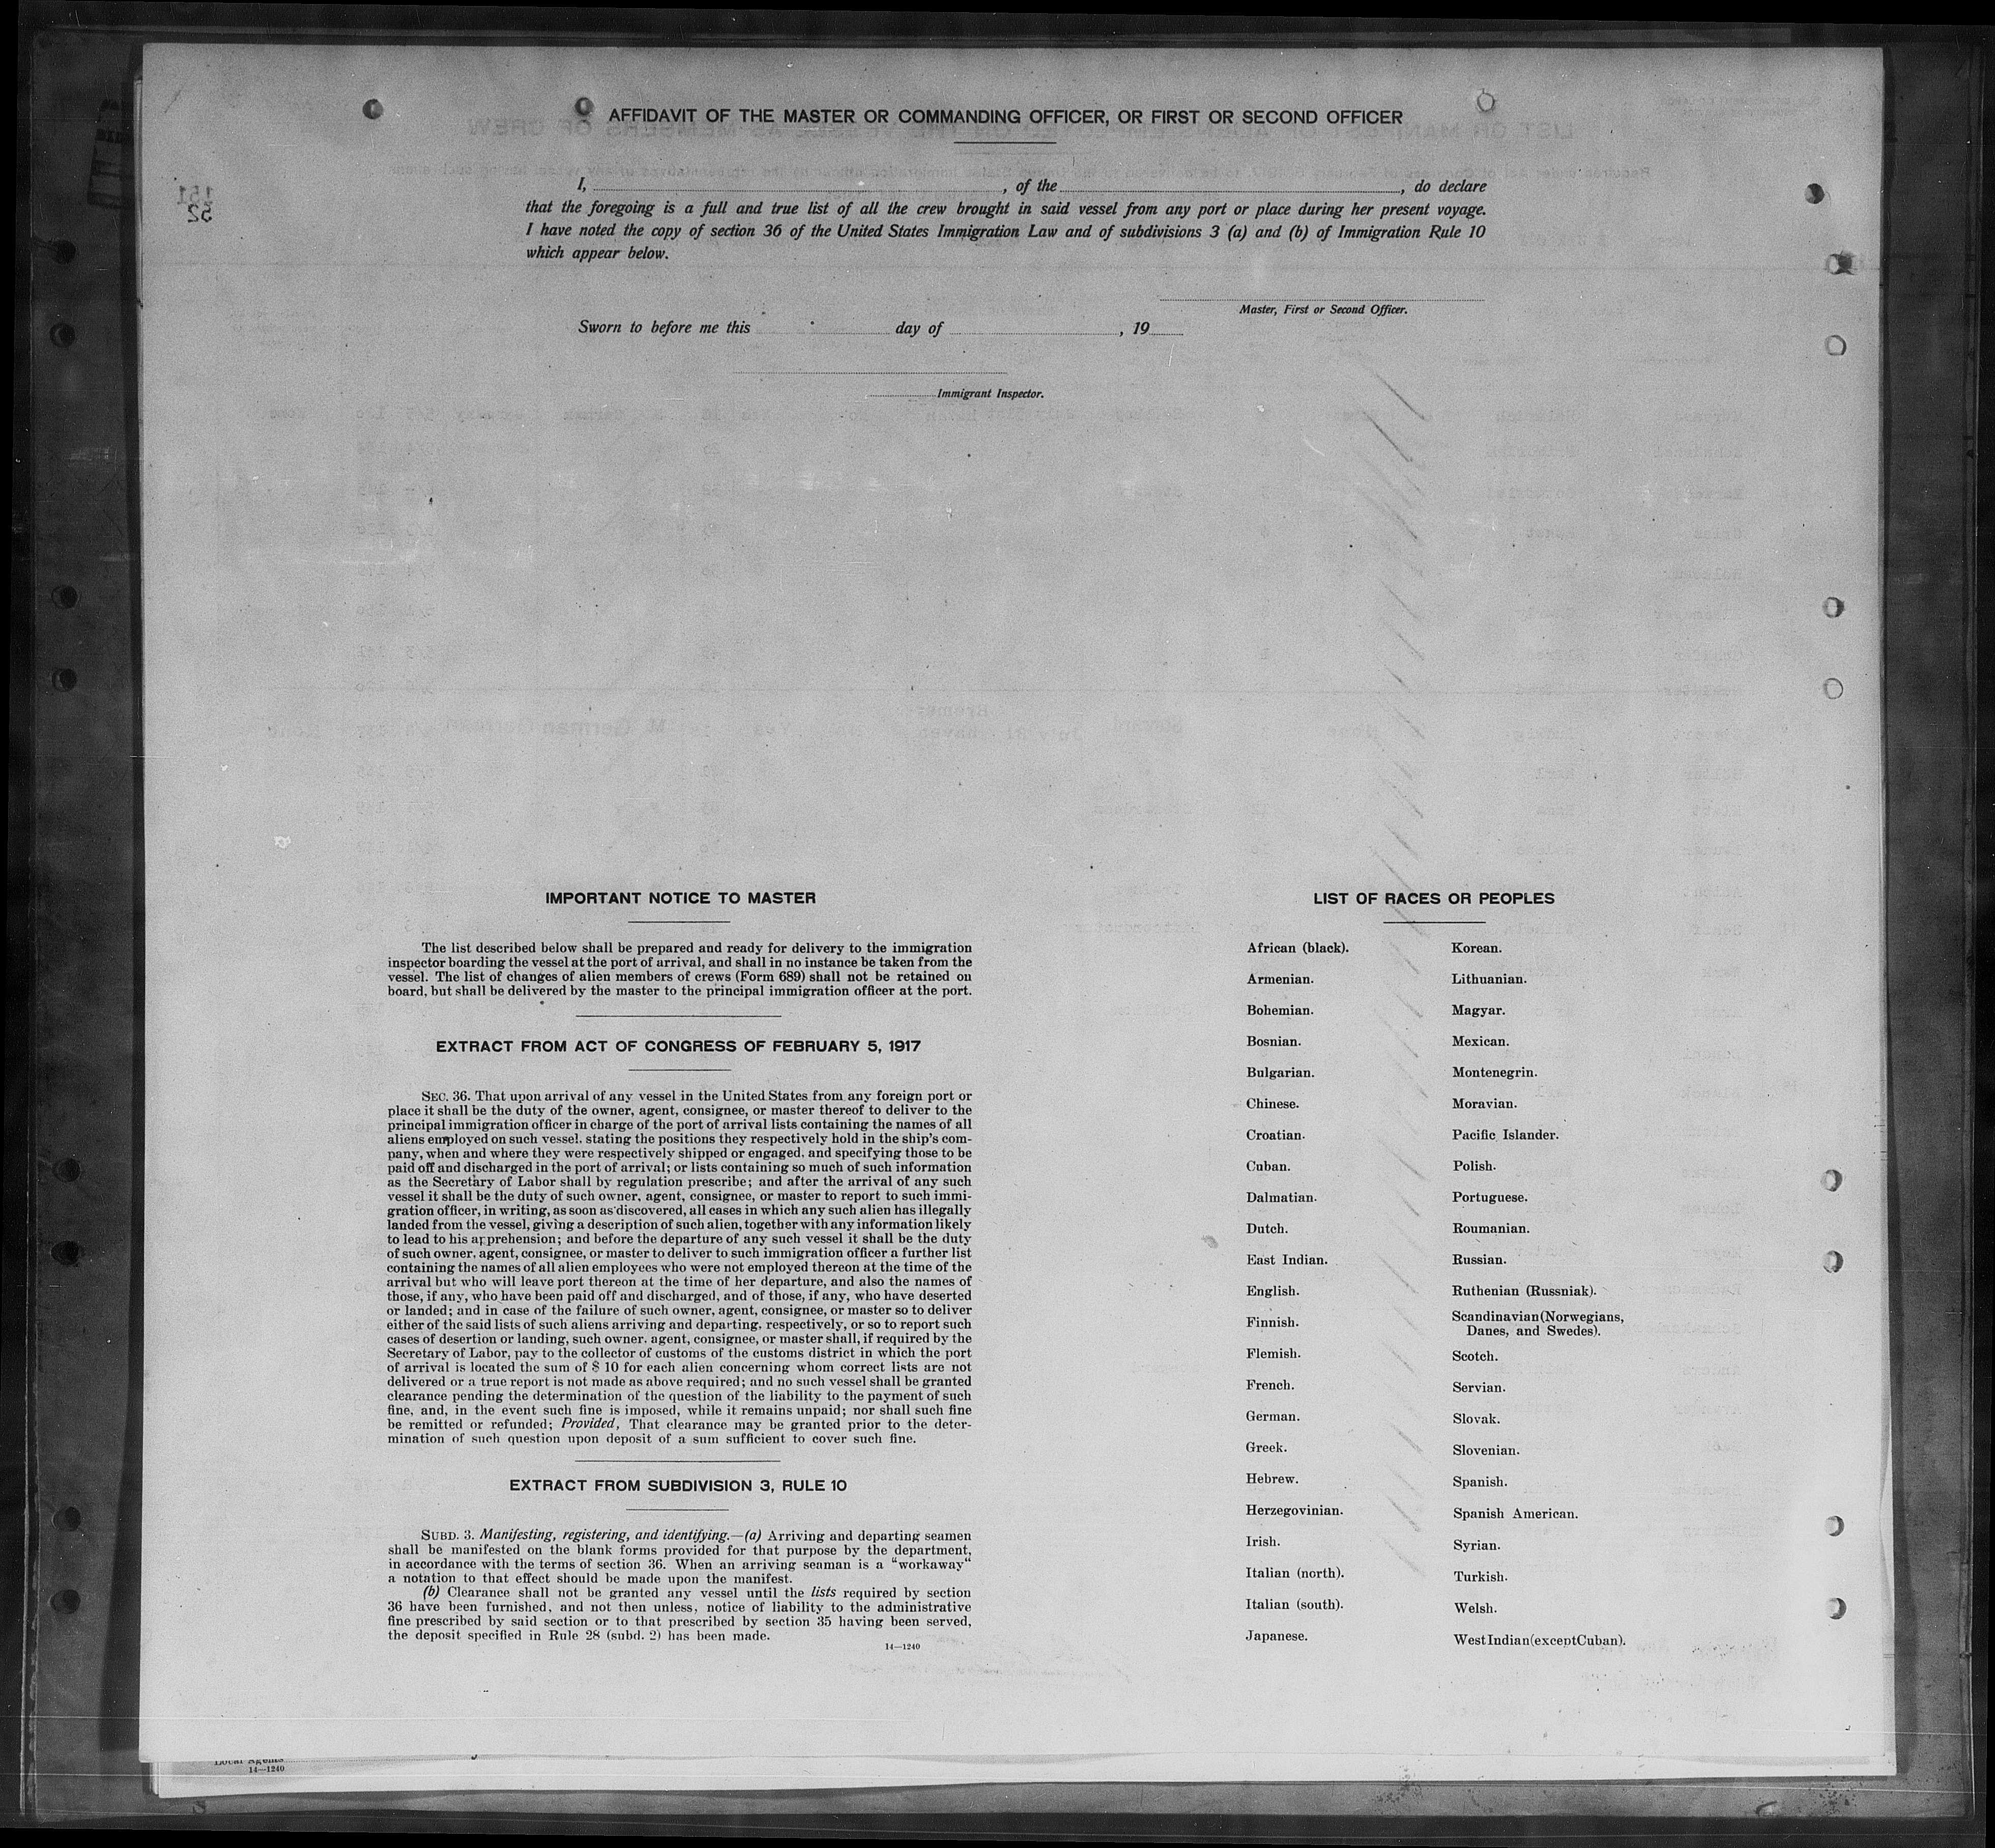 AFFIDAVIT OF THE MASTER OR COMMANDING OFFICER, OR FIRST OR SECOND OFFICER
I, , of the , do declare
that the foregoing is a full and true list of all the crew brought in said vessel from any port or place during her present voyage.
I have noted the copy of section 36 of the United States Immigration Law and of subdivisions 3 (a) and (b) of Immigration Rule 10
which appear below.
Master, First or Second Officer.
Sworn to before me this day of , 19
Immigrant Inspector.
151
52
IMPORTANT NOTICE TO MASTER
The list described below shall be prepared and ready for delivery to the immigration
inspector boarding the vessel at the port of arrival, and shall in no instance be taken from the
vessel. The list of changes of alien members of crews (Form 689) shall not be retained on
board, but shall be delivered by the master to the principal immigration officer at the port.
EXTRACT FROM ACT OF CONGRESS OF FEBRUARY 5, 1917
SEC. 36. That upon arrival of any vessel in the United States from any foreign port or
place it shall be the duty of the owner, agent, consignee, or master thereof to deliver to the
principal immigration officer in charge of the port of arrival lists containing the names of all
aliens employed on such vessel, stating the positions they respectively hold in the ship's com-
pany, when and where they were respectively shipped or engaged, and specifying those to be
paid off and discharged in the port of arrival; or lists containing so much of such information
as the Secretary of Labor shall by regulation prescribe; and after the arrival of any such
vessel it shall be the duty of such owner, agent, consignee, or master to report to such immi-
gration officer, in writing, as soon as discovered, all cases in which any such alien has illegally
landed from the vessel, giving a description of such alien, together with any information likely
to lead to his apprehension; and before the departure of any such vessel it shall be the duty
of such owner, agent, consignee, or master to deliver to such immigration officer a further list
containing the names of all alien employees who were not employed thereon at the time of the
arrival but who will leave port thereon at the time of her departure, and also the names of
those, if any, who have been paid off and discharged, and of those, if any, who have deserted
or landed; and in case of the failure of such owner, agent, consignee, or master so to deliver
either of the said lists of such aliens arriving and departing, respectively, or so to report such
cases of desertion or landing, such owner, agent, consignee, or master shall, if required by the
Secretary of Labor, pay to the collector of customs of the customs district in which the port
of arrival is located the sum of $ 10 for each alien concerning whom correct lists are not
delivered or a true report is not made as above required; and no such vessel shall be granted
clearance pending the determination of the question of the liability to the payment of such
fine, and, in the event such fine is imposed, while it remains unpaid; nor shall such fine
be remitted or refunded; Provided, That clearance may be granted prior to the deter-
mination of such question upon deposit of a sum sufficient to cover such fine.
EXTRACT FROM SUBDIVISION 3, RULE 10
SUBD. 3. Manifesting, registering, and identifying.—(a) Arriving and departing seamen
shall be manifested on the blank forms provided for that purpose by the department,
in accordance with the terms of section 36. When an arriving seaman is a "workaway"
a notation to that effect should be made upon the manifest.
(b) Clearance shall not be granted any vessel until the lists required by section
36 have been furnished, and not then unless, notice of liability to the administrative
fine prescribed by said section or to that prescribed by section 35 having been served,
the deposit specified in Rule 28 (subd. 2) has been made.
14—1240
LIST OF RACES OR PEOPLES
African (black).
Armenian.
Bohemian.
Bosnian.
Bulgarian.
Chinese.
Croatian.
Cuban.
Dalmatian.
Dutch.
East Indian.
English.
Finnish.
Flemish.
French.
German.
Greek.
Hebrew.
Herzegovinian.
Irish.
Italian (north).
Italian (south).
Japanese.
Korean.
Lithuanian.
Magyar.
Mexican.
Montenegrin.
Moravian.
Pacific Islander.
Polish.
Portuguese.
Roumanian.
Russian.
Ruthenian (Russniak).
Scandinavian (Norwegians,
Danes, and Swedes).
Scotch.
Servian.
Slovak.
Slovenian.
Spanish.
Spanish American.
Syrian.
Turkish.
Welsh.
West Indian (except Cuban).
Local Agents
14—1240